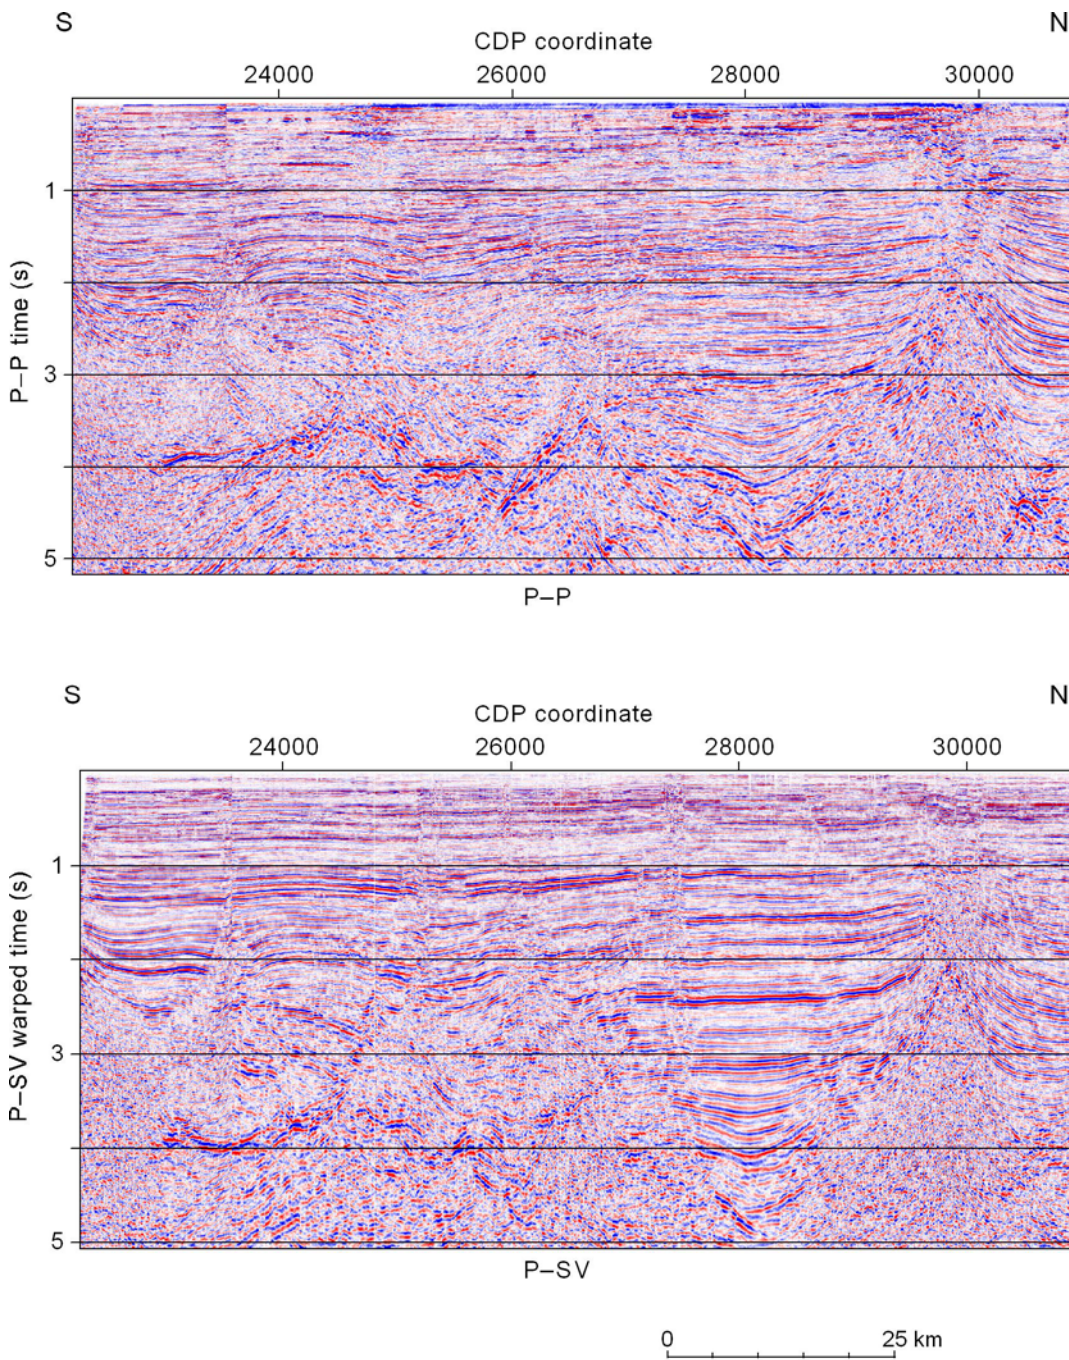 S N
CDP coordinate
24000 26000 28000 30000
P–P time (s)
1
3
5
P–P
S N
CDP coordinate
24000 26000 28000 30000
P–SV warped time (s)
1
3
5
P–SV
0 25 km